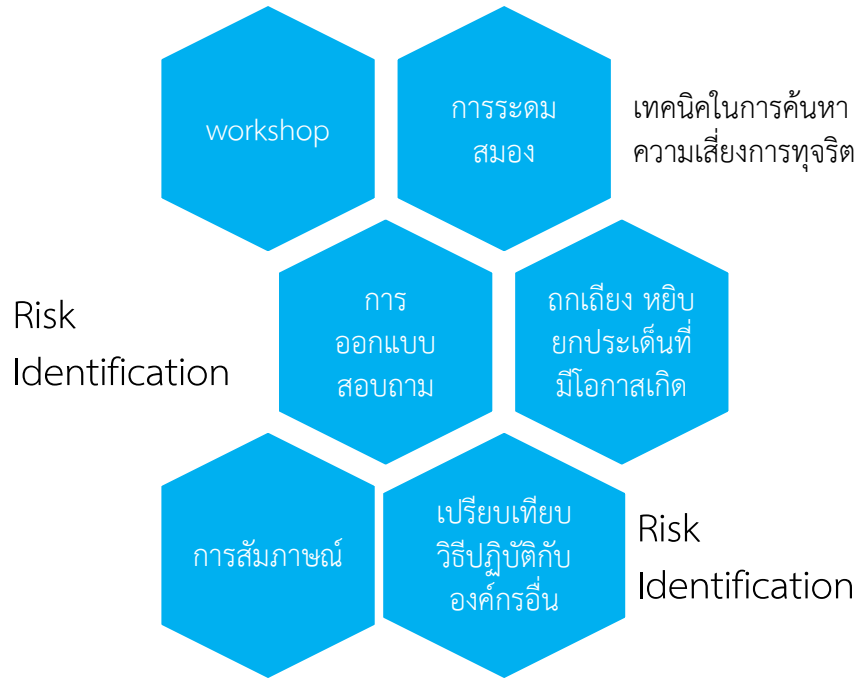 workshop
การระดม
สมอง
เทคนิคในการค้นหา
ความเสี่ยงการทุจริต
Risk
Identification
การ
ออกแบบ
สอบถาม
ถกเถียง หยิบ
ยกประเด็นที่
มีโอกาสเกิด
การสัมภาษณ์
เปรียบเทียบ
วิธีปฏิบัติกับ
องค์กรอื่น
Risk
Identification